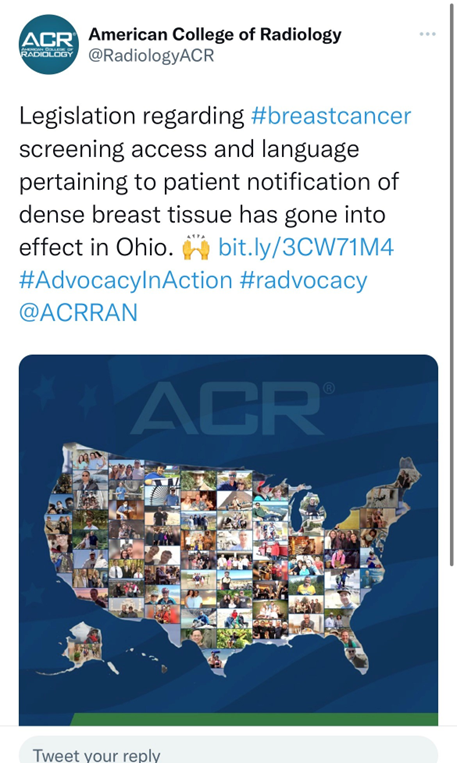 ACR
AMERICAN COLLEGE OF
RADIOLOGY
American College of Radiology
@RadiologyACR
Legislation regarding #breastcancer
screening access and language
pertaining to patient notification of
dense breast tissue has gone into
effect in Ohio. 🙌 bit.ly/3CW71M4
#AdvocacyInAction #radvocacy
@ACRRAN
ACR®
Tweet your reply